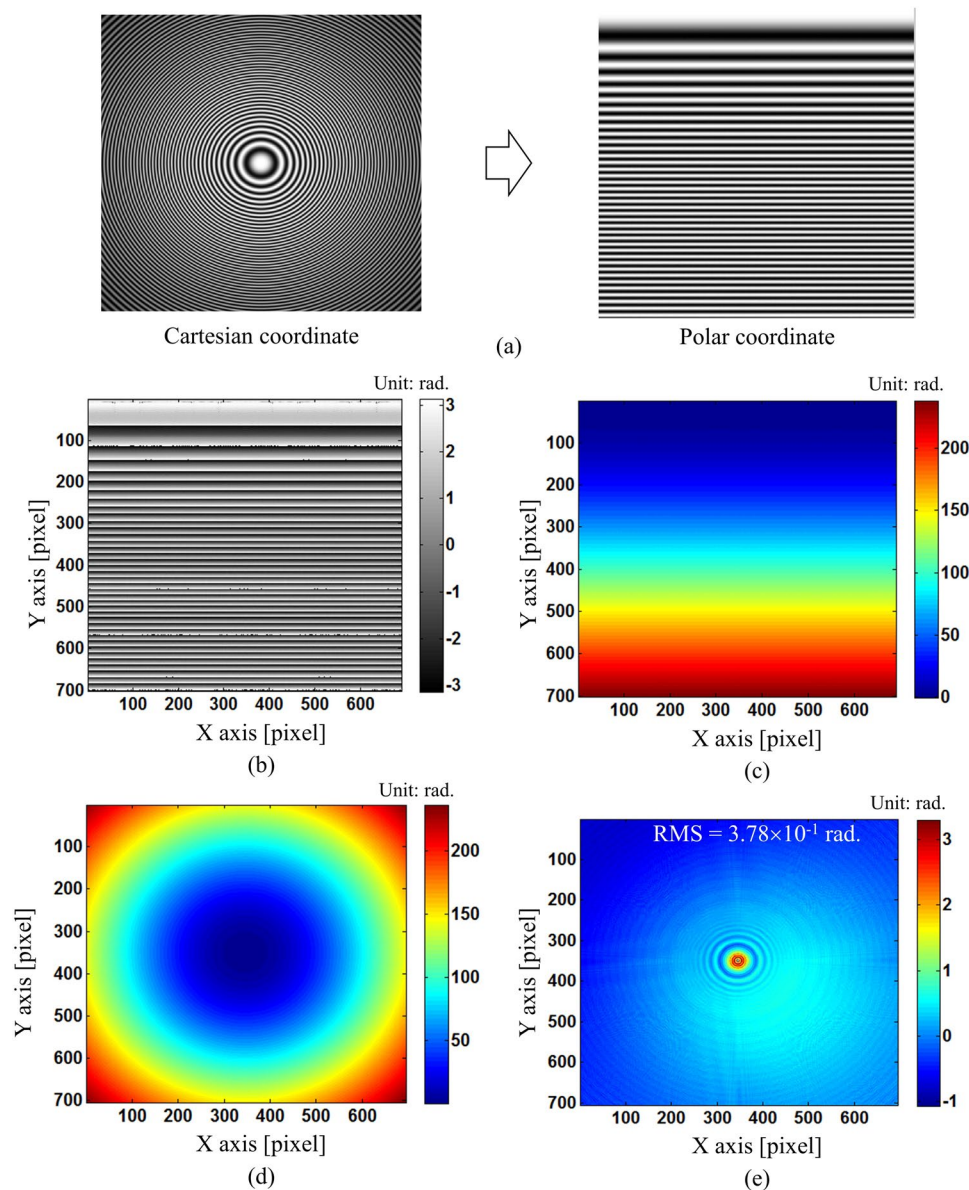 Cartesian coordinate
Polar coordinate
(a)
Unit: rad.
3
2
1
0
-1
-2
-3
100
200
300
400
500
600
700
100 200 300 400 500 600
Y axis [pixel]
X axis [pixel]
(b)
Unit: rad.
200
150
100
50
0
100
200
300
400
500
600
700
100 200 300 400 500 600
Y axis [pixel]
X axis [pixel]
(c)
Unit: rad.
200
150
100
50
100
200
300
400
500
600
700
100 200 300 400 500 600
Y axis [pixel]
X axis [pixel]
(d)
Unit: rad.
RMS = 3.78×10⁻¹ rad.
3
2
1
0
-1
100
200
300
400
500
600
700
100 200 300 400 500 600
Y axis [pixel]
X axis [pixel]
(e)